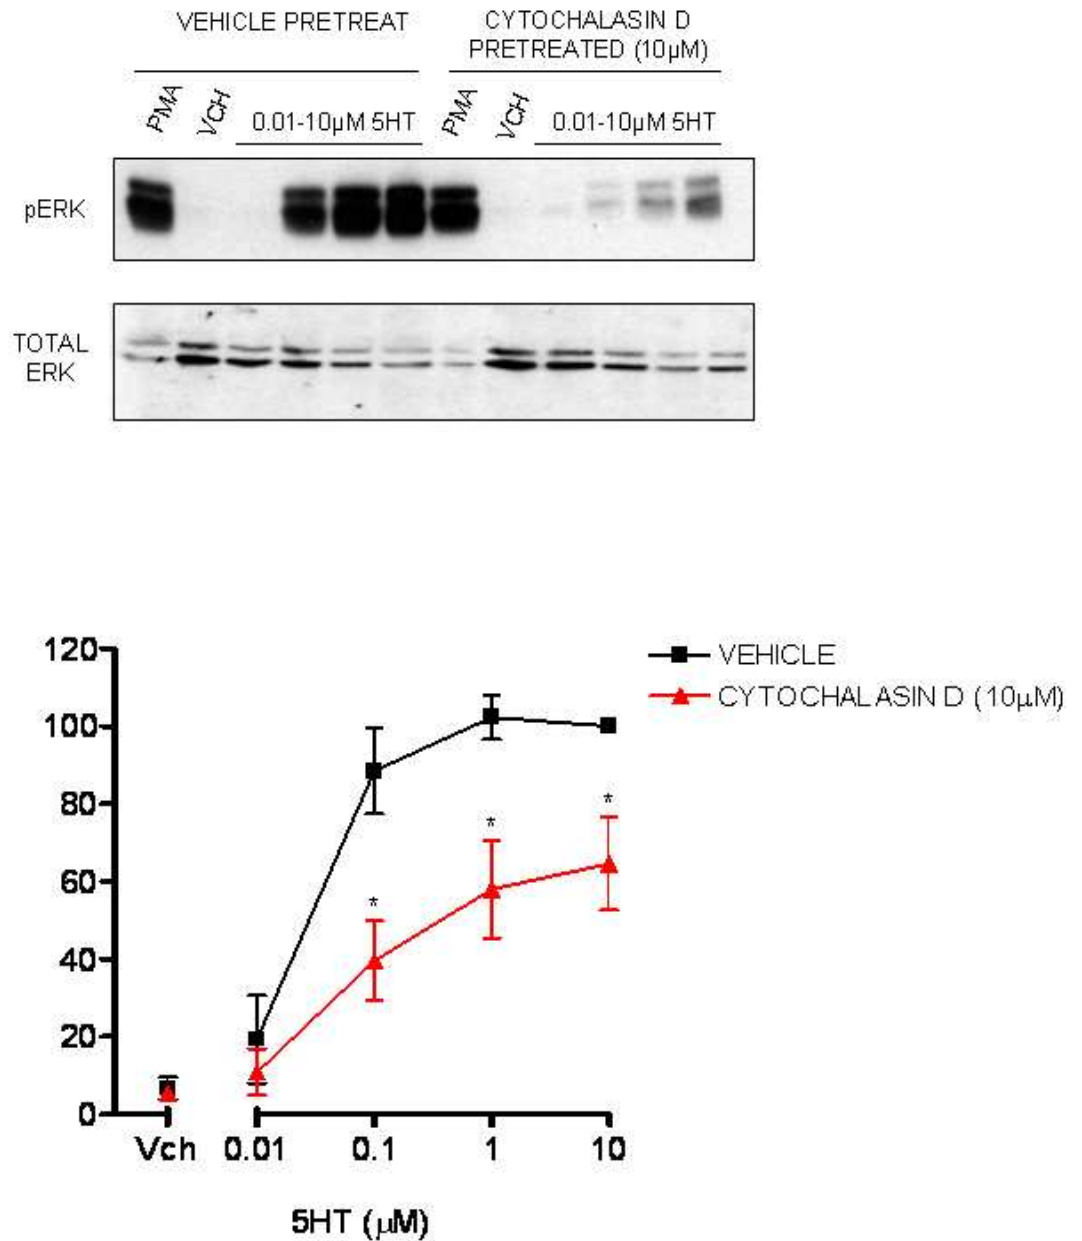 VEHICLE PRETREAT
CYTOCHALASIN D
PRETREATED (10µM)
PMA
VCH
0.01-10µM 5HT
PMA
VCH
0.01-10µM 5HT
pERK
TOTAL
ERK
120
100
80
60
40
20
0
VEHICLE
CYTOCHALASIN D (10µM)
*
*
*
Vch
0.01
0.1
1
10
5HT (µM)